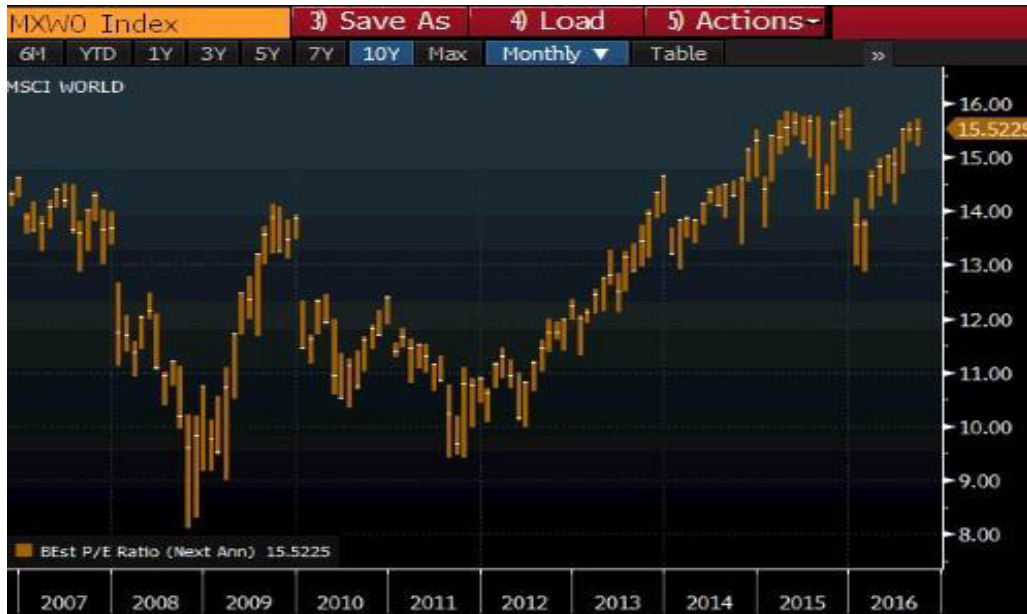 MXWO Index 3) Save As 4) Load 5) Actions
6M YTD 1Y 3Y 5Y 7Y 10Y Max Monthly ▼ Table »
MSCI WORLD
16.00
15.5225
15.00
14.00
13.00
12.00
11.00
10.00
9.00
8.00
BEst P/E Ratio (Next Ann) 15.5225
2007 2008 2009 2010 2011 2012 2013 2014 2015 2016